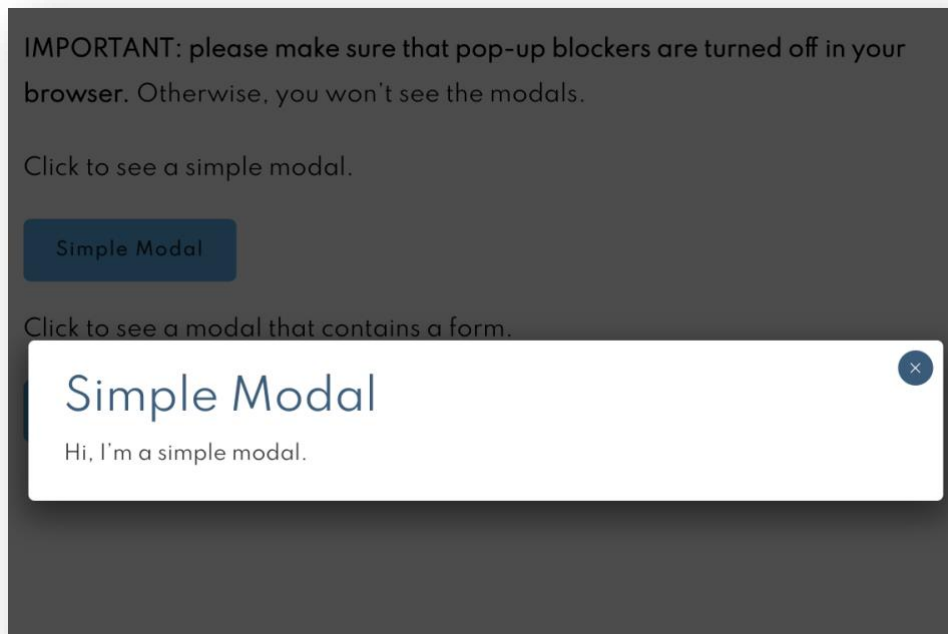 IMPORTANT: please make sure that pop-up blockers are turned off in your
browser. Otherwise, you won't see the modals.
Click to see a simple modal.
Simple Modal
Click to see a modal that contains a form.
Simple Modal
Hi, I'm a simple modal.